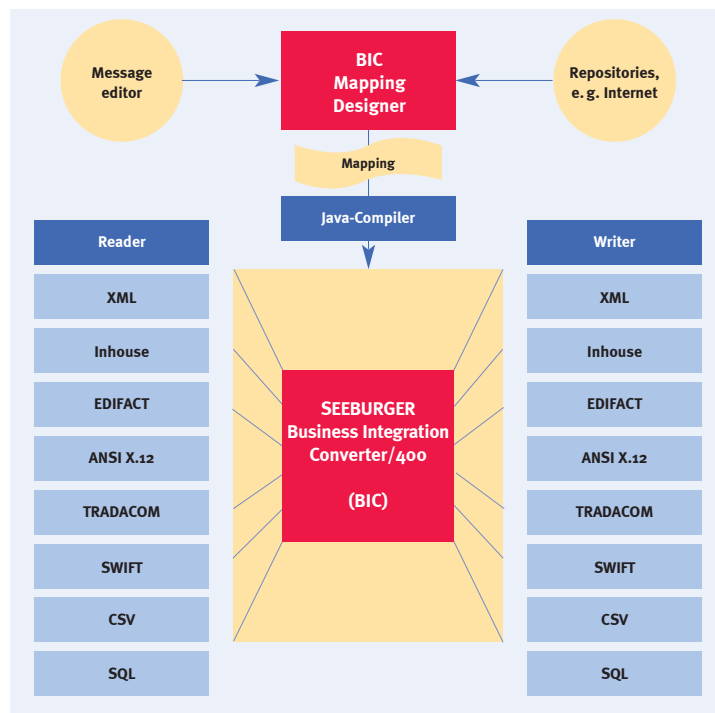 Message
editor
BIC
Mapping
Designer
Repositories,
e. g. Internet
Mapping
Java-Compiler
Reader
XML
Inhouse
EDIFACT
ANSI X.12
TRADACOM
SWIFT
CSV
SQL
SEEBURGER
Business Integration
Converter/400
(BIC)
Writer
XML
Inhouse
EDIFACT
ANSI X.12
TRADACOM
SWIFT
CSV
SQL